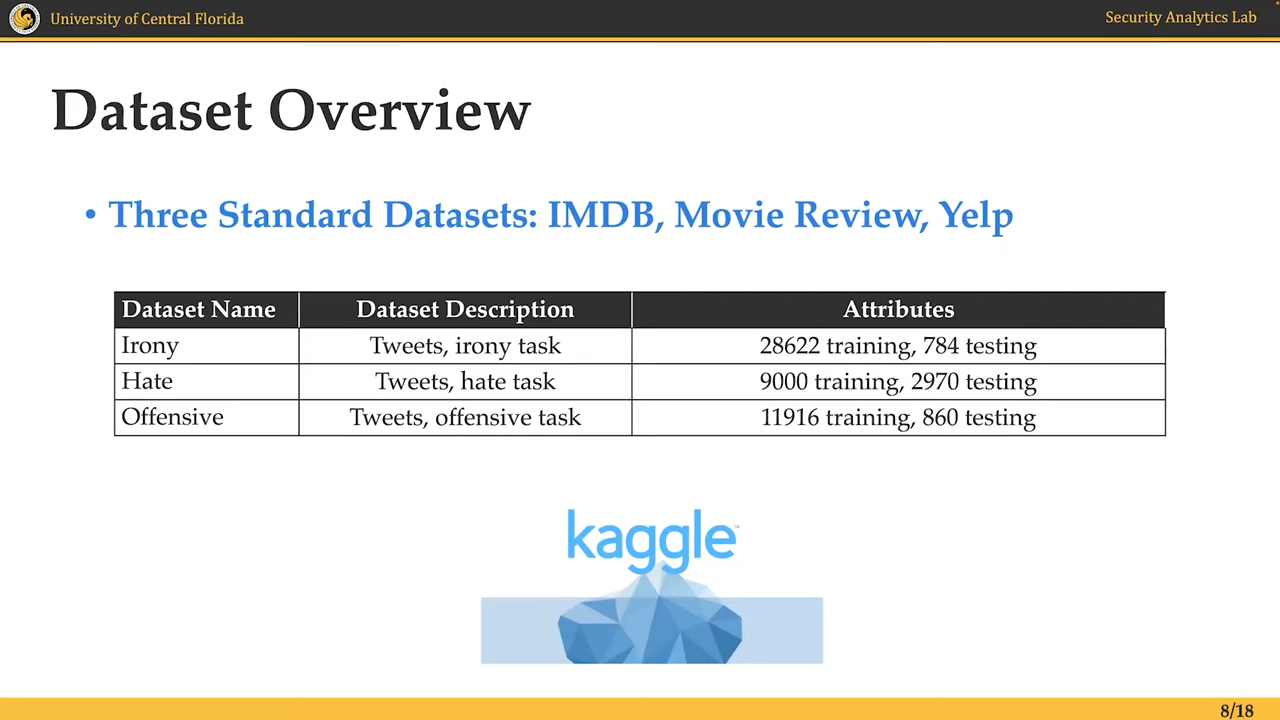 University of Central Florida
Security Analytics Lab
Dataset Overview
• Three Standard Datasets: IMDB, Movie Review, Yelp
Dataset Name Dataset Description Attributes
Irony Tweets, irony task 28622 training, 784 testing
Hate Tweets, hate task 9000 training, 2970 testing
Offensive Tweets, offensive task 11916 training, 860 testing
kaggle™
8/18